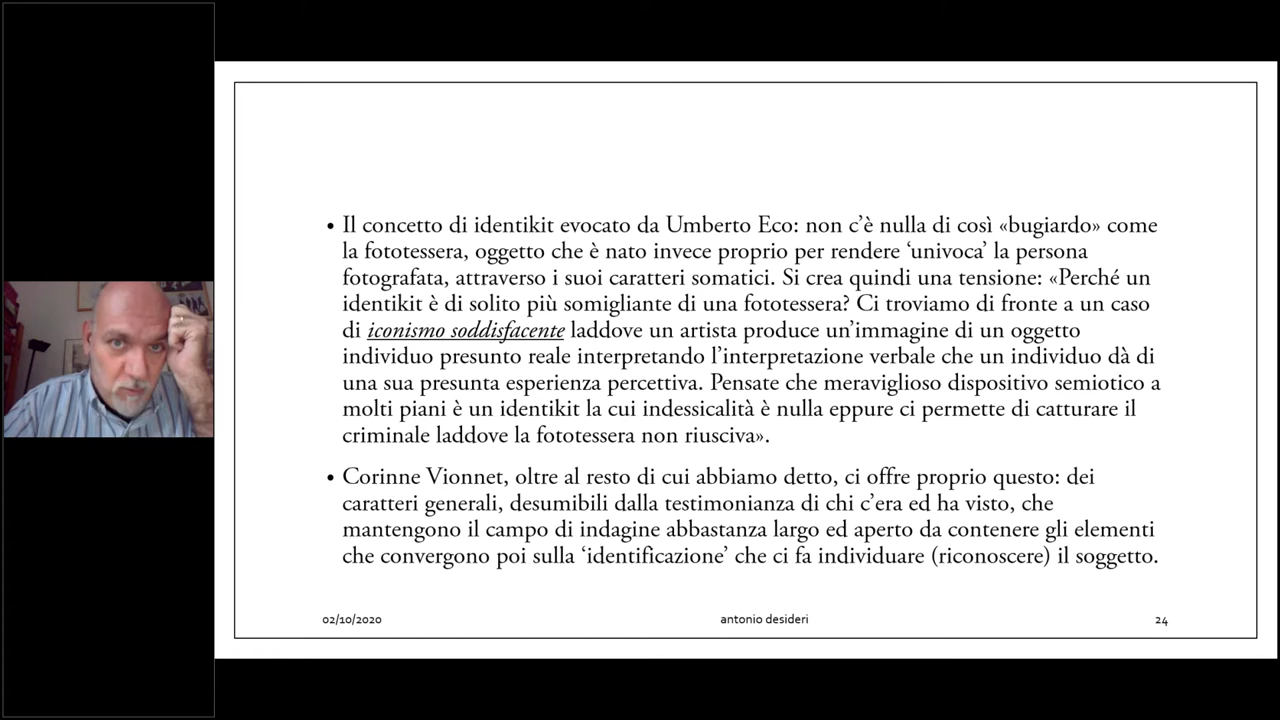 • Il concetto di identikit evocato da Umberto Eco: non c’è nulla di così «bugiardo» come
la fototessera, oggetto che è nato invece proprio per rendere ‘univoca’ la persona
fotografata, attraverso i suoi caratteri somatici. Si crea quindi una tensione: «Perché un
identikit è di solito più somigliante di una fototessera? Ci troviamo di fronte a un caso
di iconismo soddisfacente laddove un artista produce un’immagine di un oggetto
individuo presunto reale interpretando l’interpretazione verbale che un individuo dà di
una sua presunta esperienza percettiva. Pensate che meraviglioso dispositivo semiotico a
molti piani è un identikit la cui indessicalità è nulla eppure ci permette di catturare il
criminale laddove la fototessera non riusciva».
• Corinne Vionnet, oltre al resto di cui abbiamo detto, ci offre proprio questo: dei
caratteri generali, desumibili dalla testimonianza di chi c’era ed ha visto, che
mantengono il campo di indagine abbastanza largo ed aperto da contenere gli elementi
che convergono poi sulla ‘identificazione’ che ci fa individuare (riconoscere) il soggetto.
02/10/2020
antonio desideri
24